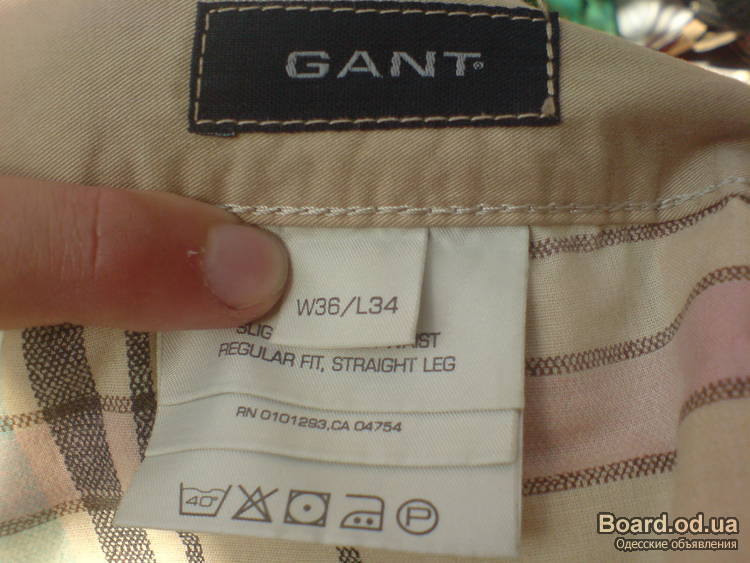 GANT
W36/L34
REGULAR FIT, STRAIGHT LEG
RN 0101293,CA 04754
40°
P
Board.od.ua
Одесские объявления